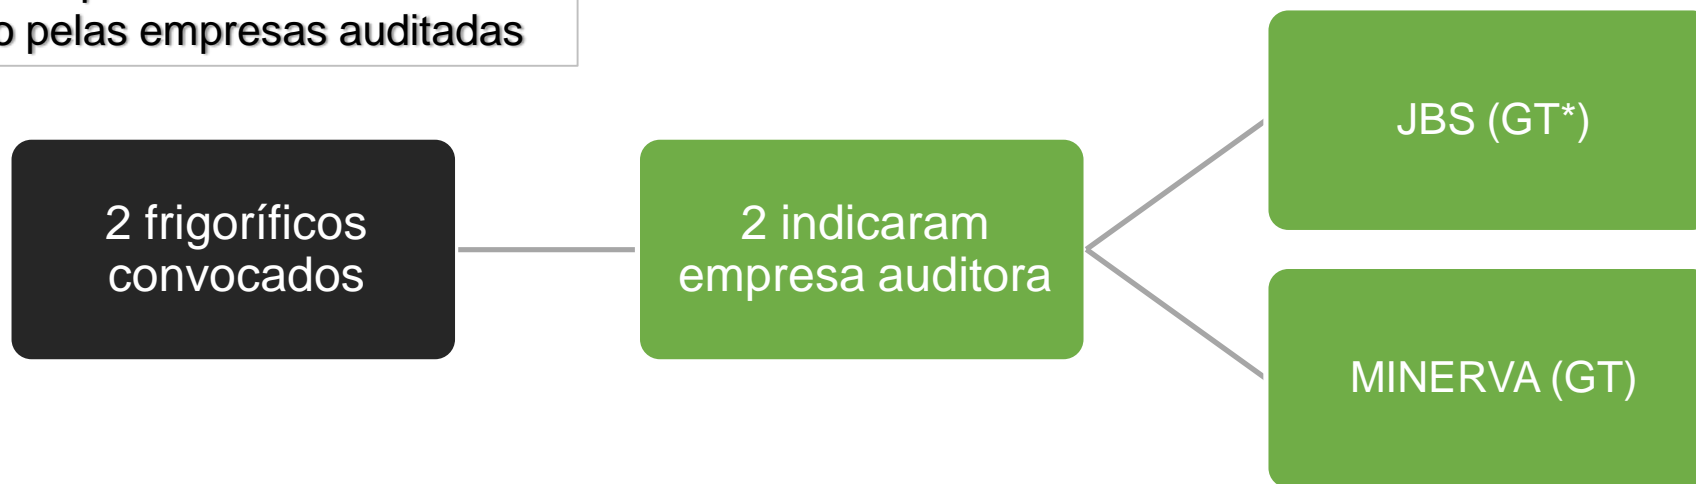 o pelas empresas auditadas
2 frigoríficos
convocados
2 indicaram
empresa auditora
JBS (GT*)
MINERVA (GT)